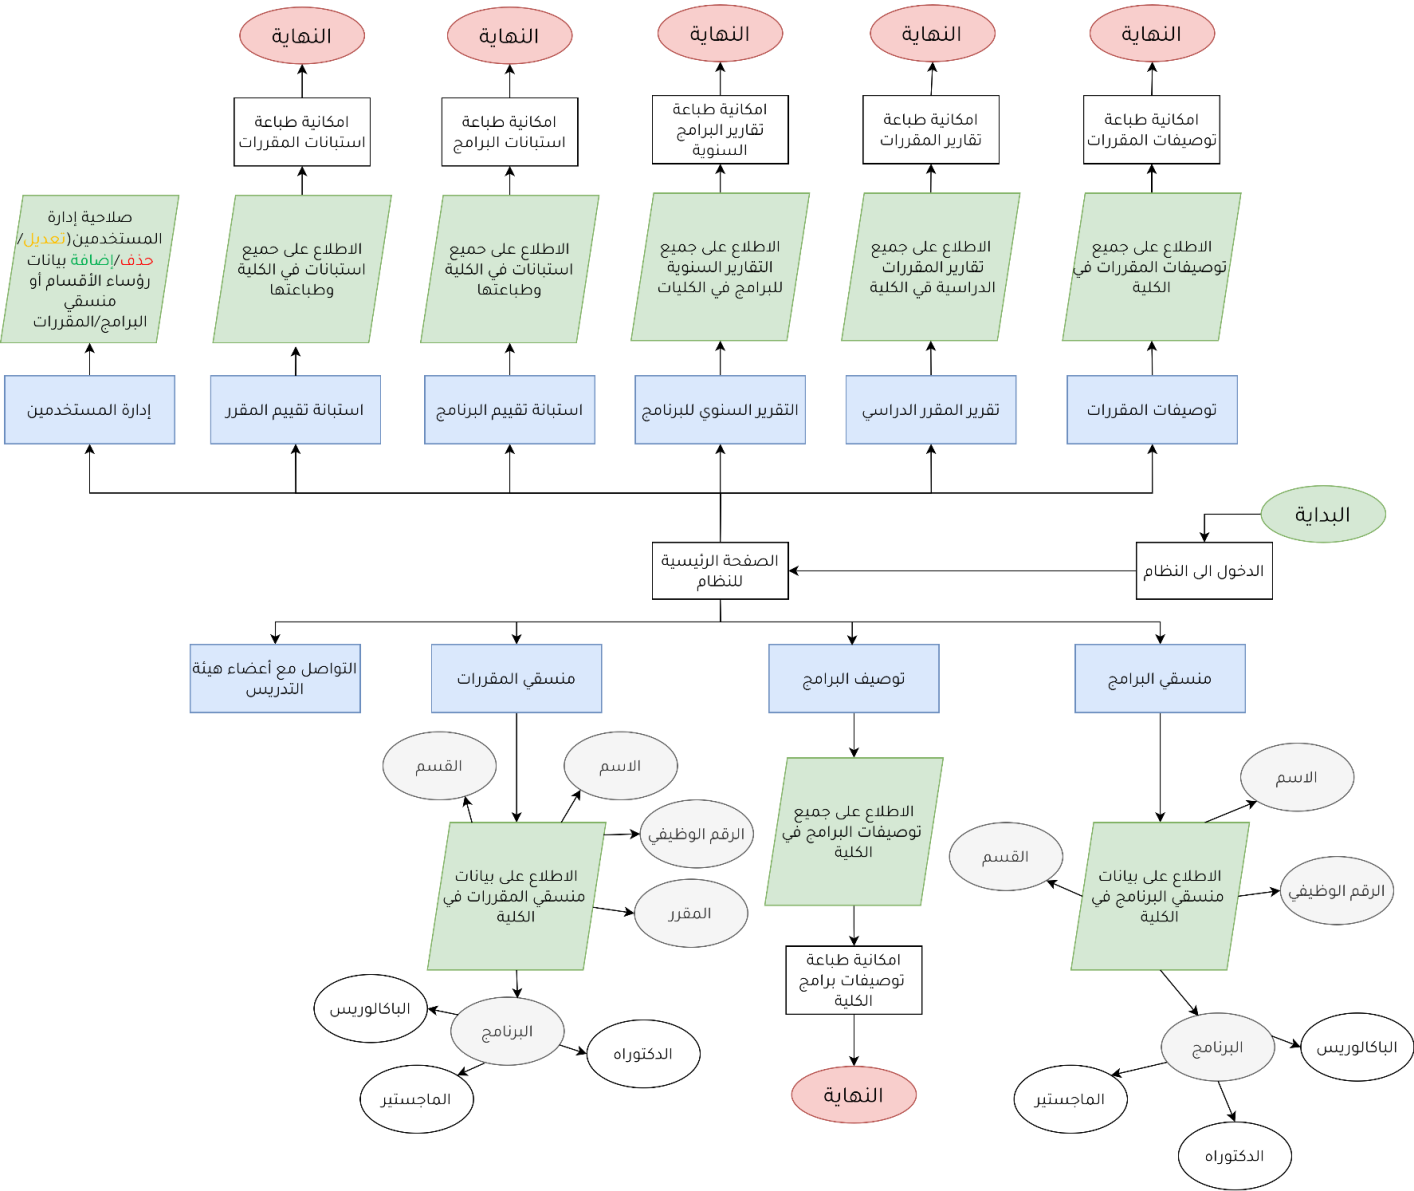 النهاية
النهاية
النهاية
النهاية
النهاية
امكانية طباعة
توصيفات المقررات
امكانية طباعة
تقارير المقررات
امكانية طباعة
تقارير البرامج
السنوية
امكانية طباعة
استبانات البرامج
امكانية طباعة
استبانات المقررات
الاطلاع على جميع
توصيفات المقررات في
الكلية
الاطلاع على جميع
تقارير المقررات
الدراسية في الكلية
الاطلاع على جميع
التقارير السنوية
للبرامج في الكليات
الاطلاع على حميع
استبانات في الكلية
وطباعتها
الاطلاع على حميع
استبانات في الكلية
وطباعتها
صلاحية إدارة
المستخدمين(تعديل/
حذف/إضافة بيانات
رؤساء الأقسام أو
منسقي
البرامج/المقررات
توصيفات المقررات
تقرير المقرر الدراسي
التقرير السنوي للبرنامج
استبانة تقييم البرنامج
استبانة تقييم المقرر
إدارة المستخدمين
البداية
الدخول الى النظام
الصفحة الرئيسية
للنظام
منسقي البرامج
توصيف البرامج
منسقي المقررات
التواصل مع أعضاء هيئة
التدريس
الاسم
القسم
الرقم الوظيفي
الاطلاع على بيانات
منسقي البرنامج في
الكلية
البرنامج
الباكالوريس
الماجستير
الدكتوراه
الاطلاع على جميع
توصيفات البرامج في
الكلية
امكانية طباعة
توصيفات برامج
الكلية
النهاية
الاسم
القسم
الرقم الوظيفي
المقرر
الاطلاع على بيانات
منسقي المقررات في
الكلية
البرنامج
الباكالوريس
الدكتوراه
الماجستير